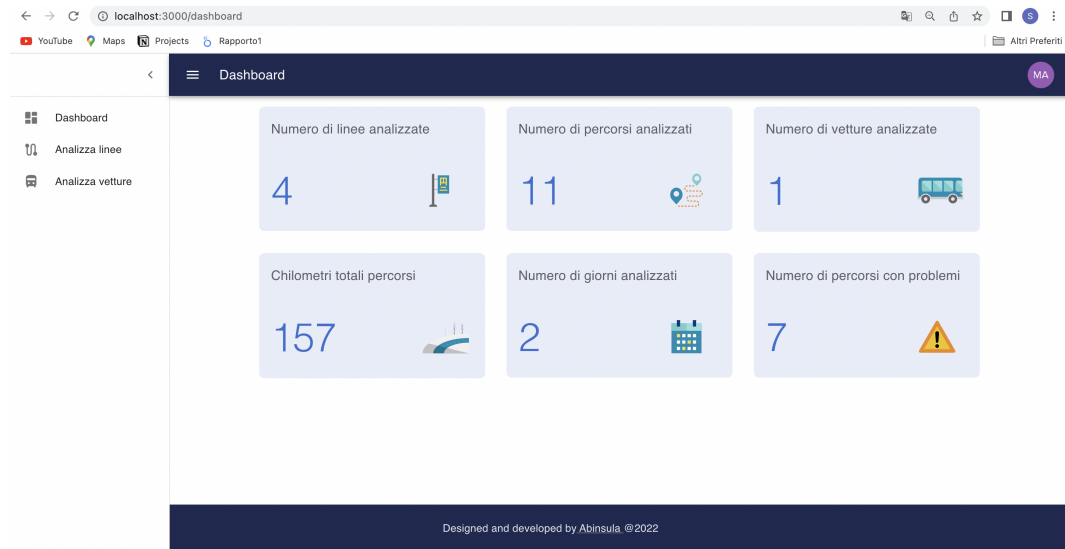 localhost:3000/dashboard
S
YouTube Maps Projects Rapporto1 Altri Preferiti
Dashboard
MA
Dashboard
Analizza linee
Analizza vetture
Numero di linee analizzate
4
Numero di percorsi analizzati
11
Numero di vetture analizzate
1
Chilometri totali percorsi
157
Numero di giorni analizzati
2
Numero di percorsi con problemi
7
Designed and developed by Abinsula @2022